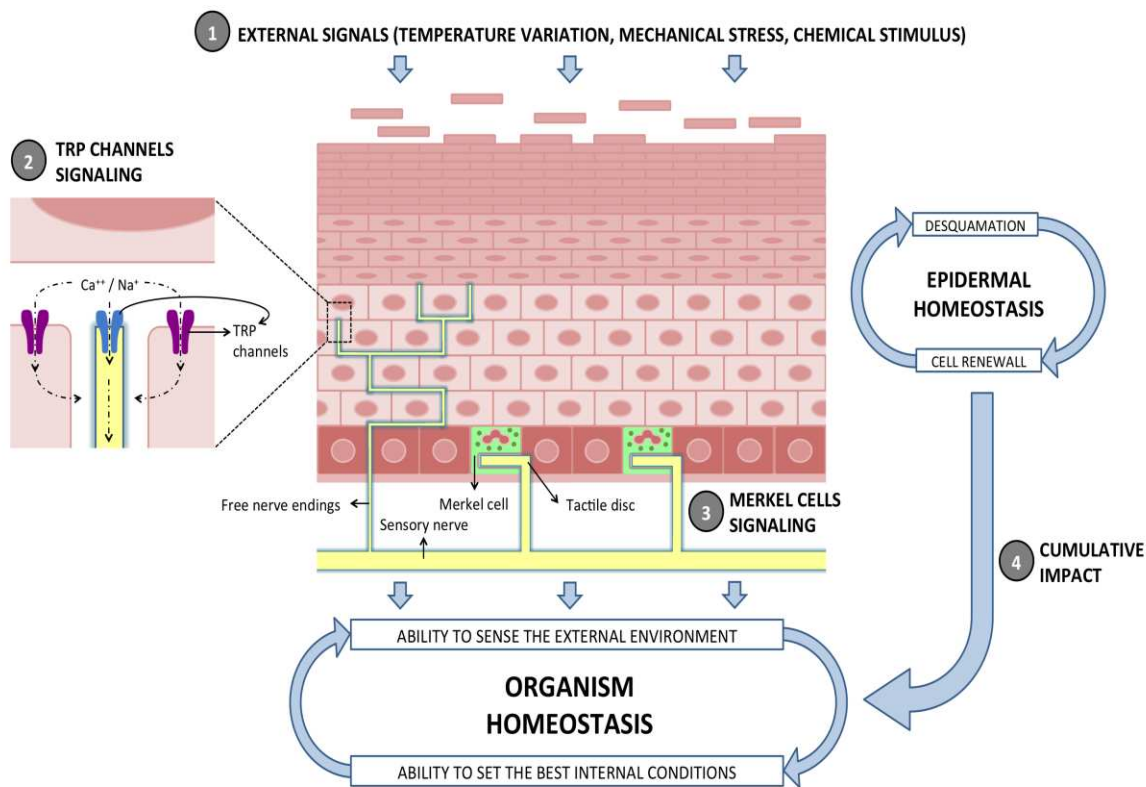 1 EXTERNAL SIGNALS (TEMPERATURE VARIATION, MECHANICAL STRESS, CHEMICAL STIMULUS)
2 TRP CHANNELS
SIGNALING
Ca⁺⁺ / Na⁺
TRP
channels
DESQUAMATION
EPIDERMAL
HOMEOSTASIS
CELL RENEWALL
Free nerve endings
Merkel cell
Tactile disc
Sensory nerve
3 MERKEL CELLS
SIGNALING
4 CUMULATIVE
IMPACT
ABILITY TO SENSE THE EXTERNAL ENVIRONMENT
ORGANISM
HOMEOSTASIS
ABILITY TO SET THE BEST INTERNAL CONDITIONS